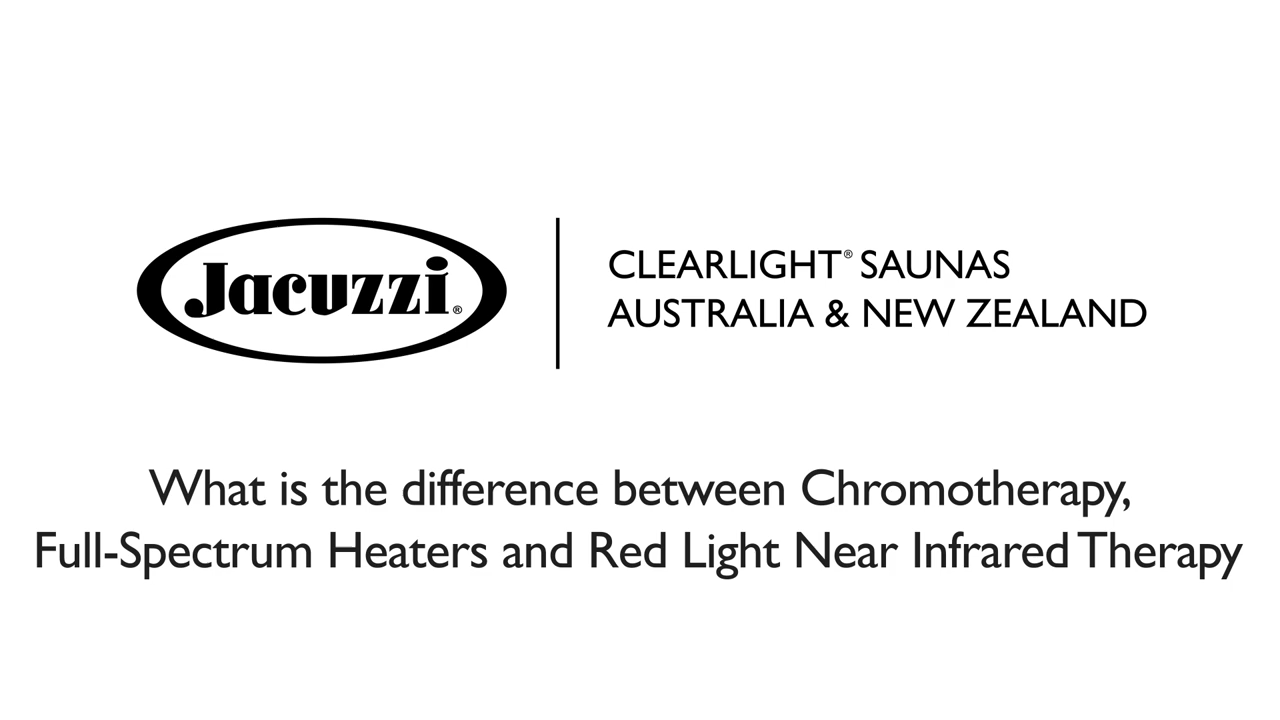 Jacuzzi®
CLEARLIGHT® SAUNAS
AUSTRALIA & NEW ZEALAND
What is the difference between Chromotherapy,
Full-Spectrum Heaters and Red Light Near Infrared Therapy